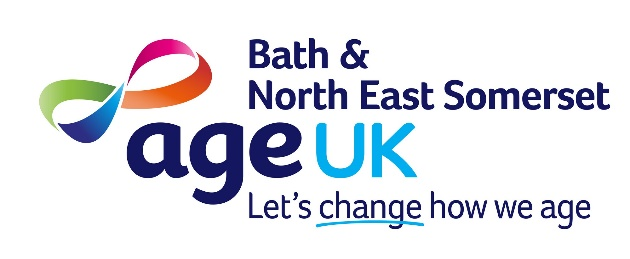 Bath &
North East Somerset
age UK
Let's change how we age